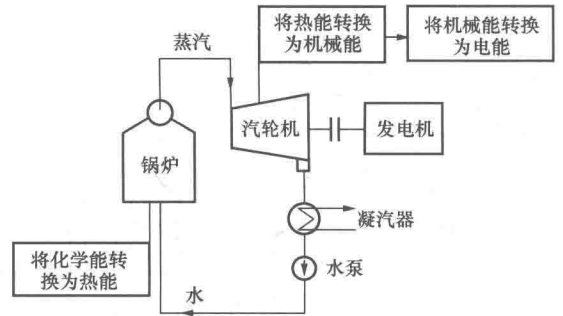 将热能转换
为机械能
将机械能转换
为电能
蒸汽
汽轮机
发电机
锅炉
凝汽器
将化学能转
换为热能
水泵
水